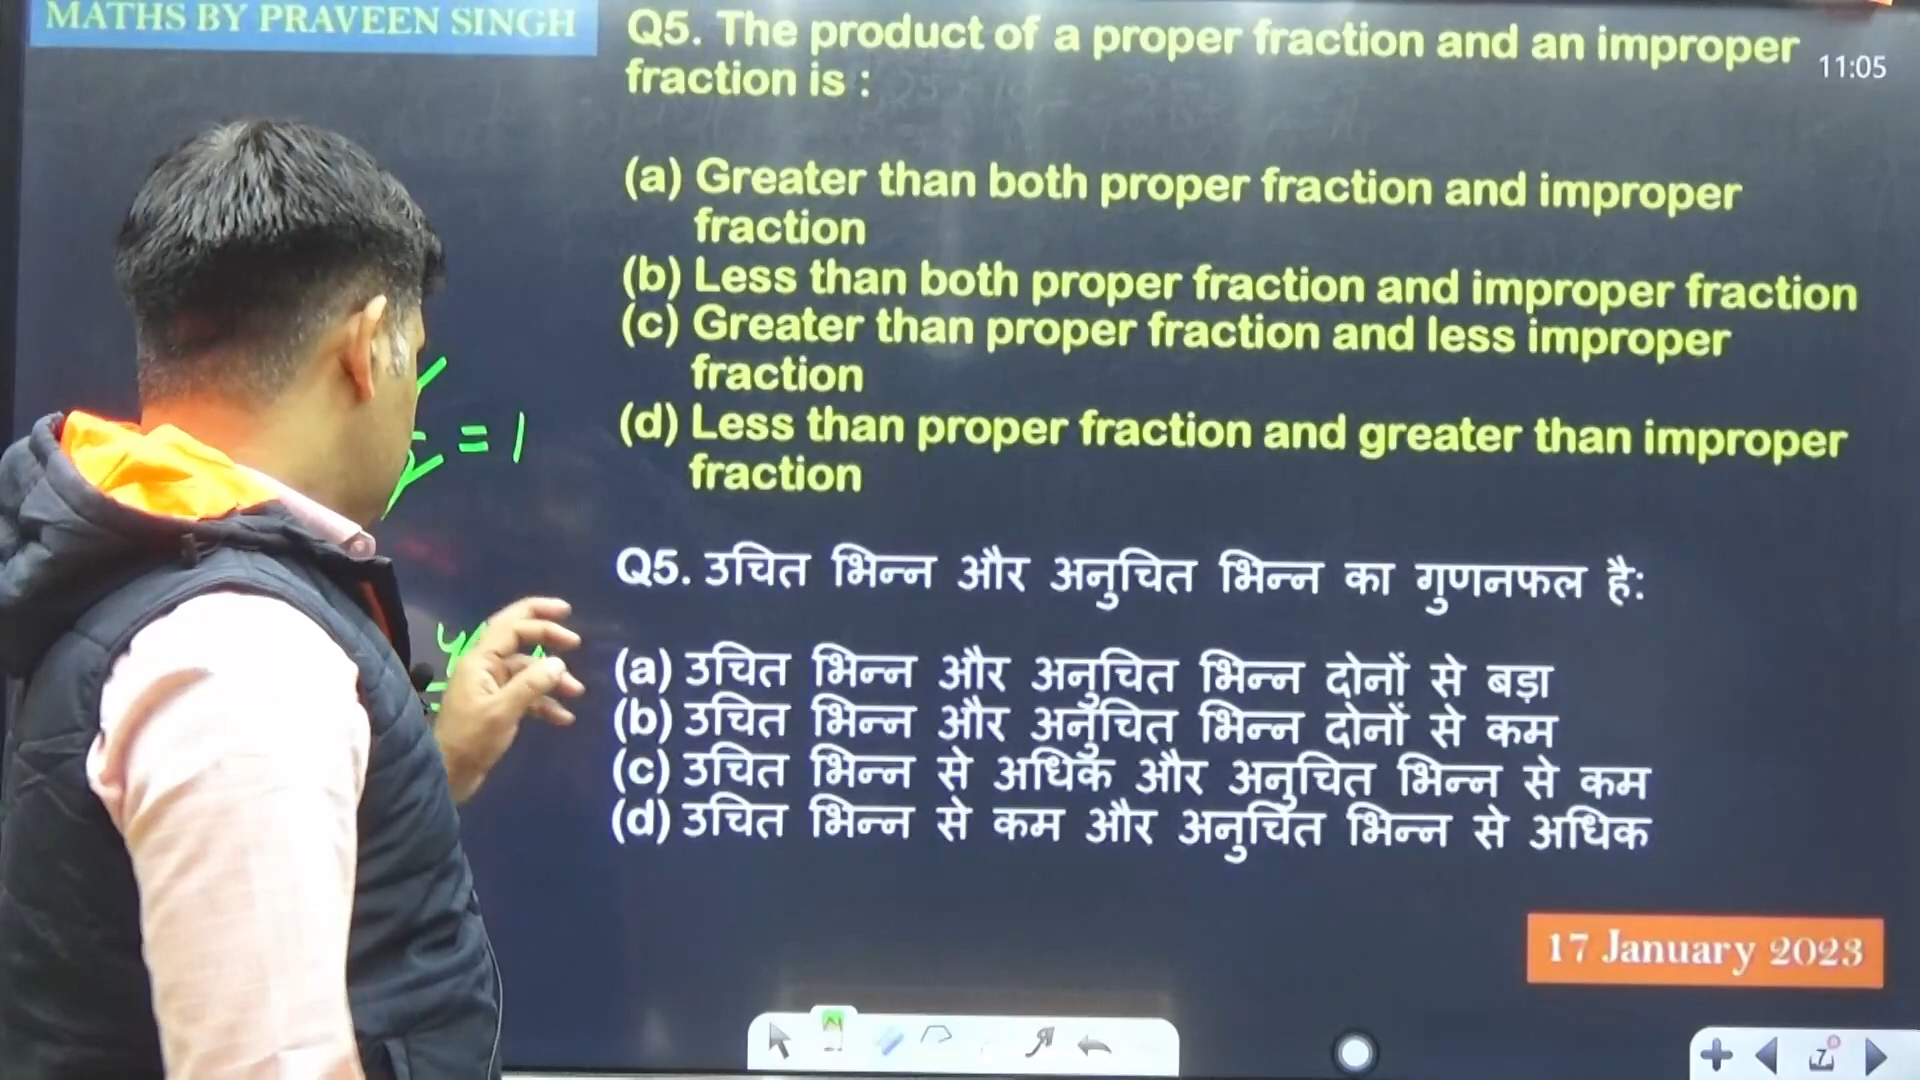 MATHS BY PRAVEEN SINGH
Q5. The product of a proper fraction and an improper
fraction is :
11:05
(a) Greater than both proper fraction and improper
fraction
(b) Less than both proper fraction and improper fraction
(c) Greater than proper fraction and less improper
fraction
(d) Less than proper fraction and greater than improper
fraction
= 1
Q5. उचित भिन्न और अनुचित भिन्न का गुणनफल है:
(a) उचित भिन्न और अनुचित भिन्न दोनों से बड़ा
(b) उचित भिन्न और अनुचित भिन्न दोनों से कम
(c) उचित भिन्न से अधिक और अनुचित भिन्न से कम
(d) उचित भिन्न से कम और अनुचित भिन्न से अधिक
17 January 2023
7